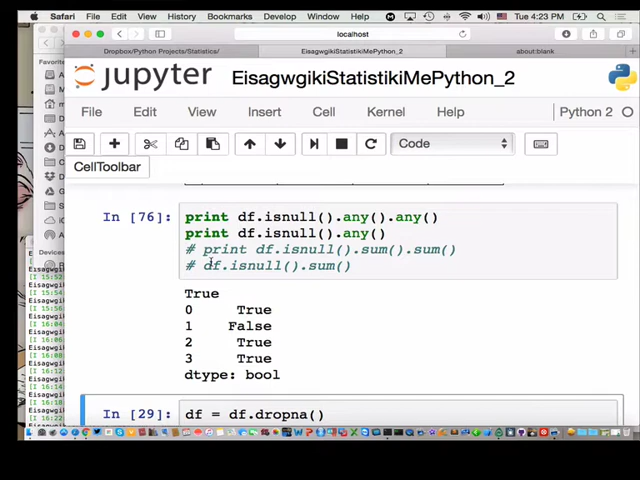 Safari File Edit View History Bookmarks Develop Window Help Tue 4:23 PM
localhost
Dropbox/Python Projects/Statistics/ EisagwgikiStatistikiMePython_2 about:blank
Favorites
jupyter EisagwgikiStatistikiMePython_2
File Edit View Insert Cell Kernel Help Python 2
Code
CellToolbar
In [76]: print df.isnull().any().any()
print df.isnull().any()
# print df.isnull().sum().sum()
# df.isnull().sum()
True
0 True
1 False
2 True
3 True
dtype: bool
In [29]: df = df.dropna()